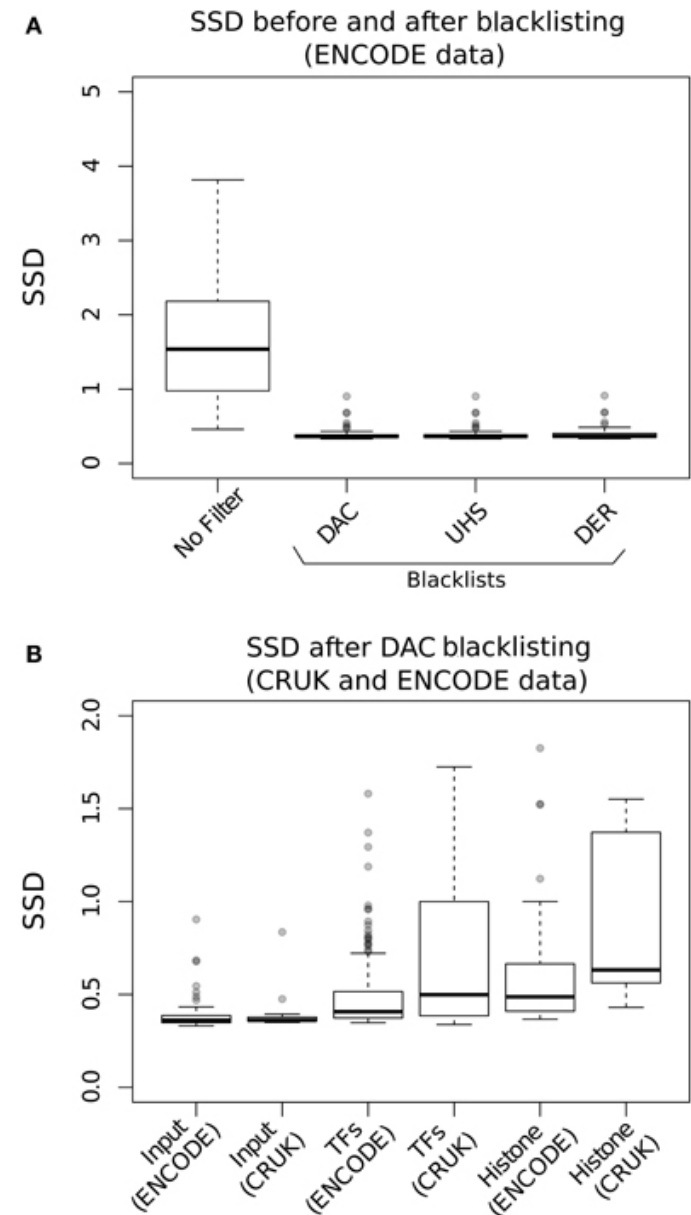 A
SSD before and after blacklisting
(ENCODE data)
5
4
3
2
1
0
SSD
No Filter
DAC
UHS
DER
Blacklists
B
SSD after DAC blacklisting
(CRUK and ENCODE data)
2.0
1.5
1.0
0.5
0.0
SSD
Input
(ENCODE)
Input
(CRUK)
TFs
(ENCODE)
TFs
(CRUK)
Histone
(ENCODE)
Histone
(CRUK)